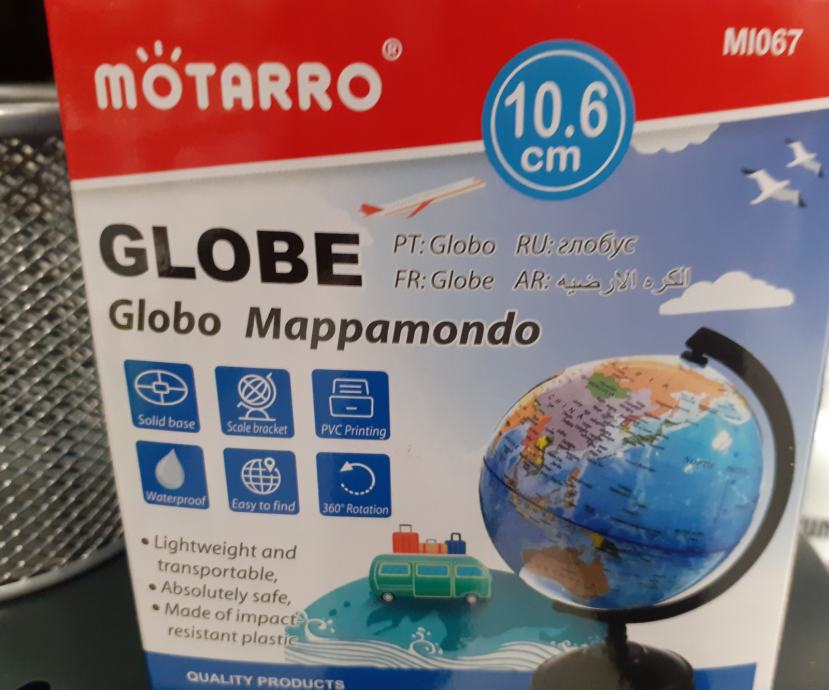 MOTARRO®
MI067
10.6
cm
GLOBE
PT: Globo RU: глобус
FR: Globe AR: الكره الارضيه
Globo Mappamondo
Solid base
Scale bracket
PVC Printing
Waterproof
Easy to find
360° Rotation
• Lightweight and
transportable,
• Absolutely safe,
• Made of impact-
resistant plastic
CHINA
QUALITY PRODUCTS